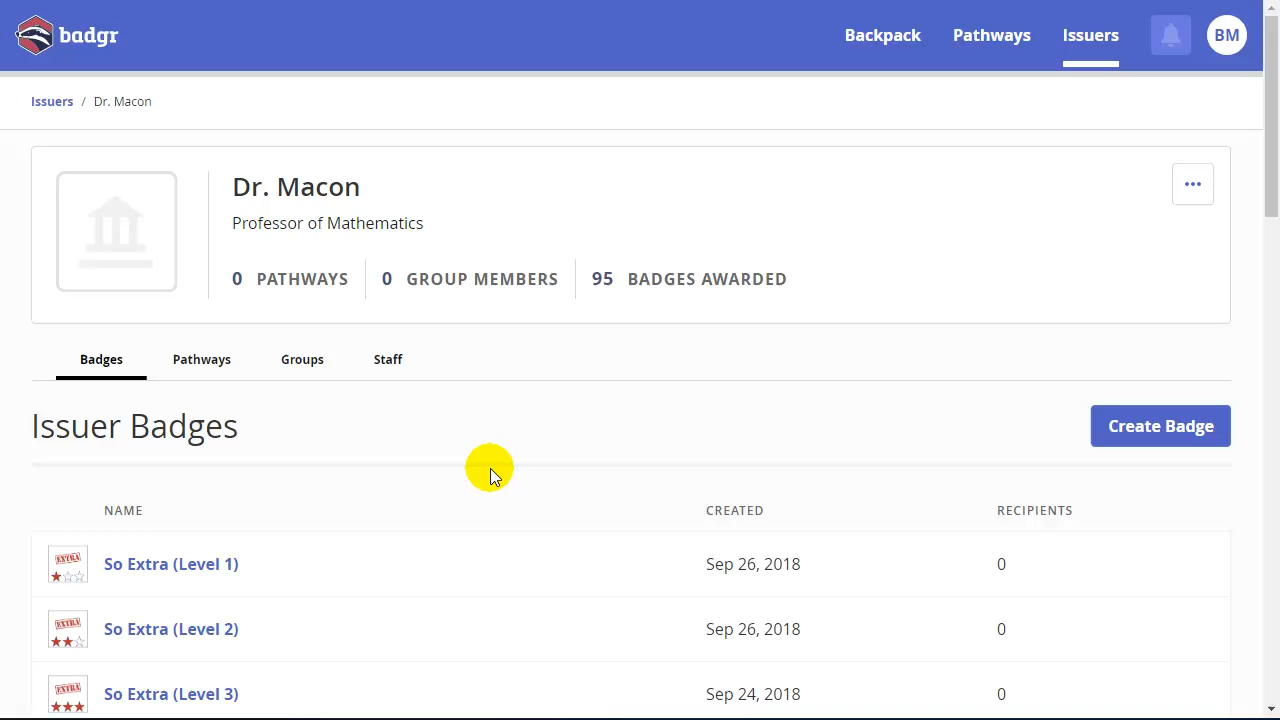 badgr
Backpack
Pathways
Issuers
BM
Issuers / Dr. Macon
Dr. Macon
Professor of Mathematics
0 PATHWAYS
0 GROUP MEMBERS
95 BADGES AWARDED
Badges
Pathways
Groups
Staff
Issuer Badges
Create Badge
NAME
CREATED
RECIPIENTS
EXTRA
So Extra (Level 1)
Sep 26, 2018
0
EXTRA
So Extra (Level 2)
Sep 26, 2018
0
EXTRA
So Extra (Level 3)
Sep 24, 2018
0